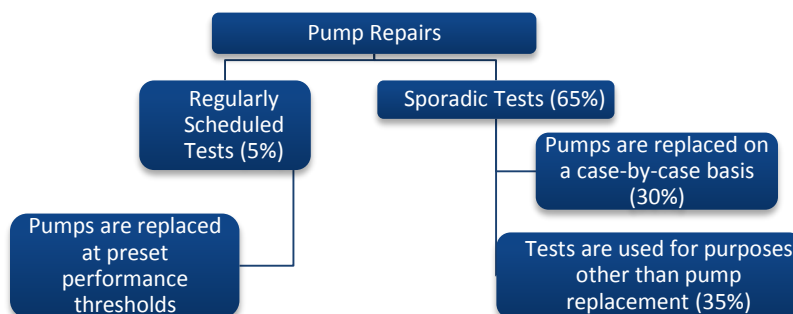 Pump Repairs
Regularly
Scheduled
Tests (5%)
Sporadic Tests (65%)
Pumps are replaced on
a case-by-case basis
(30%)
Pumps are replaced
at preset
performance
thresholds
Tests are used for purposes
other than pump
replacement (35%)